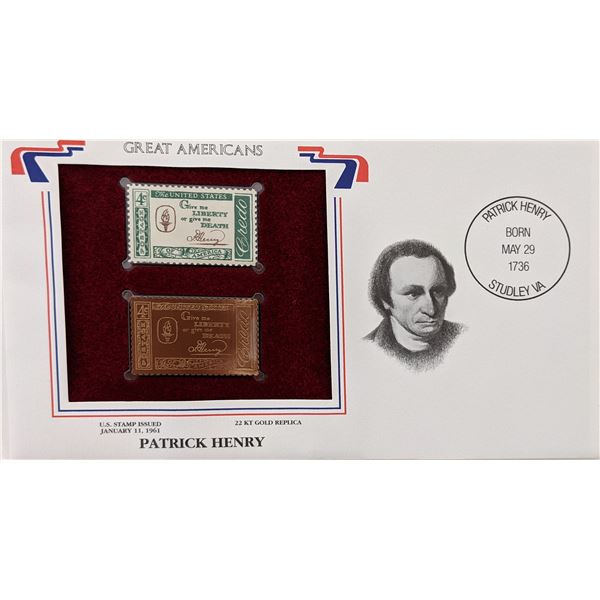 GREAT AMERICANS
The UNITED STATES
4¢
Give me
LIBERTY
or give me
DEATH
P Henry
Credo
OF AMERICA
4¢
Give me
LIBERTY
or give me
DEATH
P Henry
Credo
U.S. STAMP ISSUED
JANUARY 11, 1961
22 KT GOLD REPLICA
PATRICK HENRY
PATRICK HENRY
BORN
MAY 29
1736
STUDLEY VA